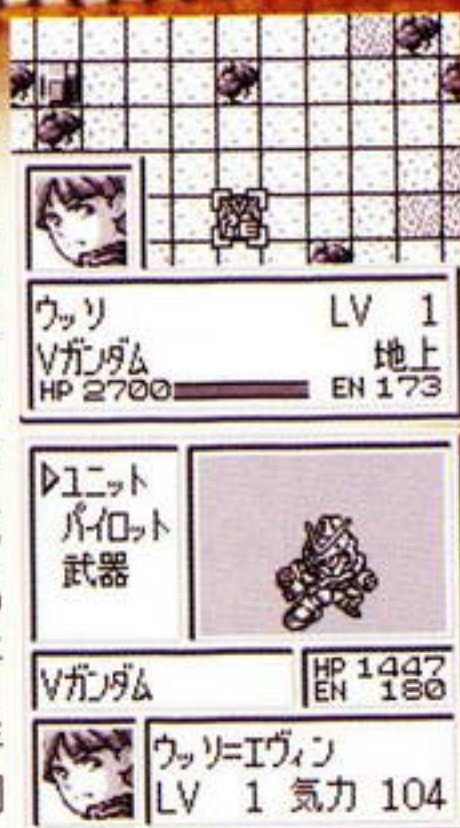 ウッソ LV 1
Vガンダム 地上
HP 2700 EN 173
▷ユニット
パイロット
武器
Vガンダム HP 1447
EN 180
ウッソ=エヴィン
LV 1 気力 104